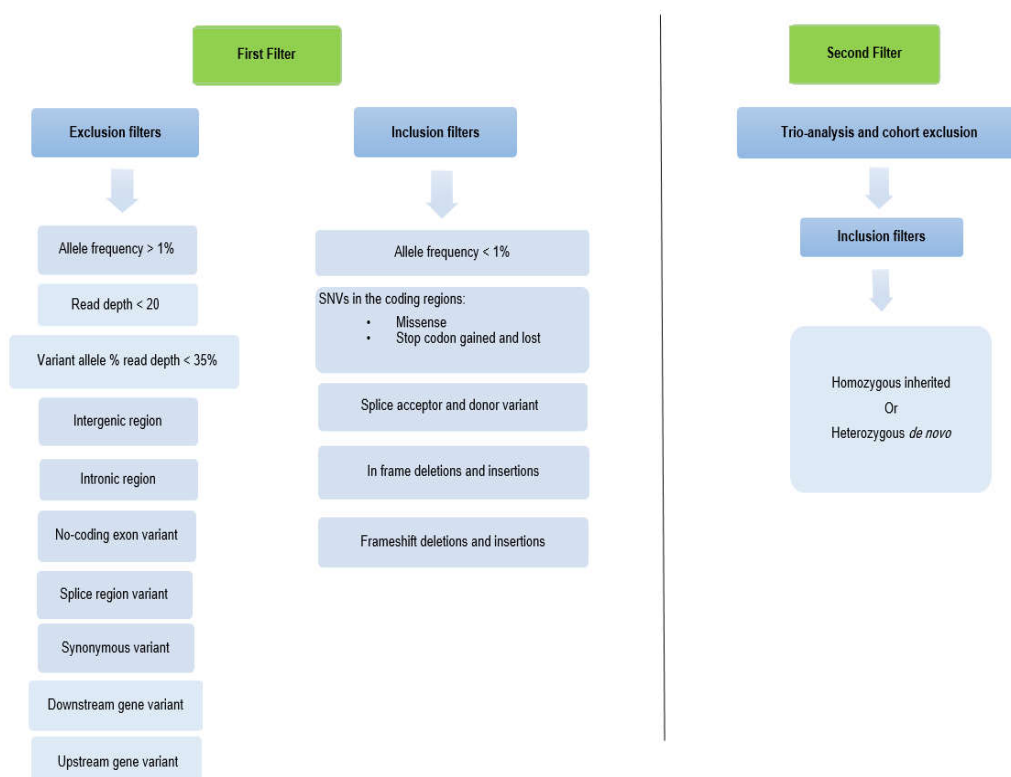 First Filter
Exclusion filters
Allele frequency > 1%
Read depth < 20
Variant allele % read depth < 35%
Intergenic region
Intronic region
No-coding exon variant
Splice region variant
Synonymous variant
Downstream gene variant
Upstream gene variant
Inclusion filters
Allele frequency < 1%
SNVs in the coding regions:
• Missense
• Stop codon gained and lost
Splice acceptor and donor variant
In frame deletions and insertions
Frameshift deletions and insertions
Second Filter
Trio-analysis and cohort exclusion
Inclusion filters
Homozygous inherited
Or
Heterozygous de novo